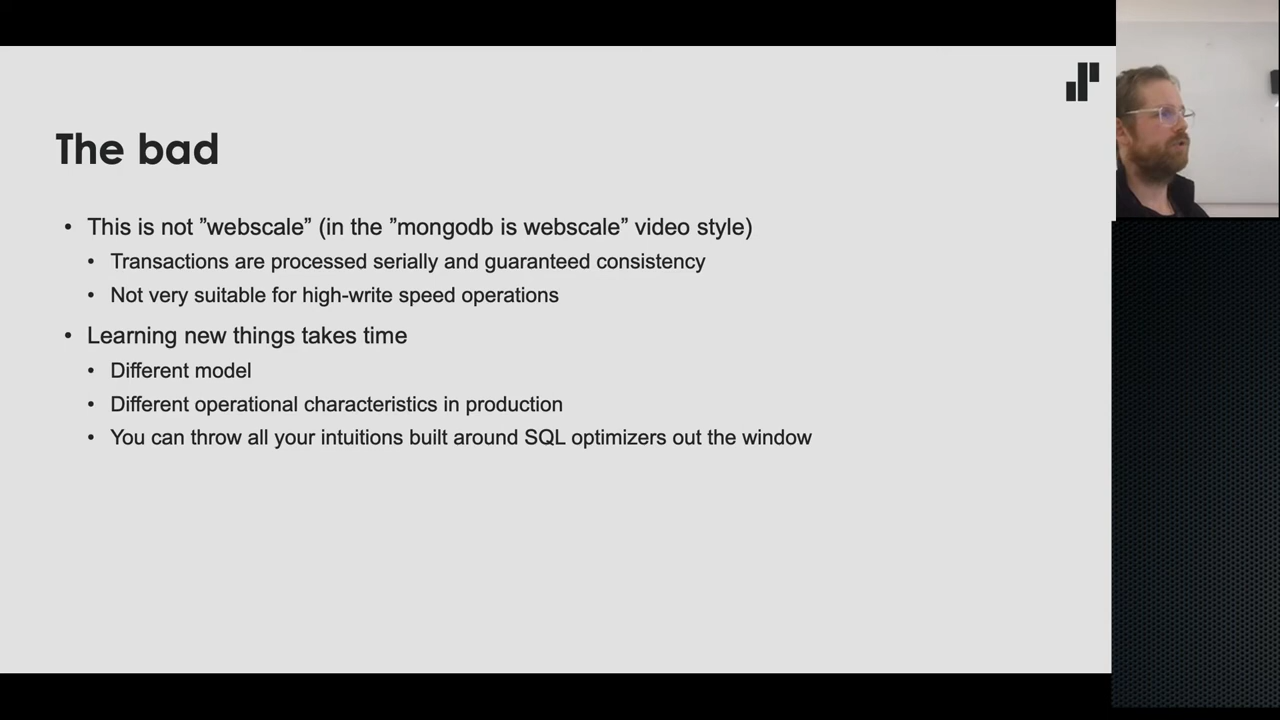 The bad
• This is not ”webscale” (in the ”mongodb is webscale” video style)
• Transactions are processed serially and guaranteed consistency
• Not very suitable for high-write speed operations
• Learning new things takes time
• Different model
• Different operational characteristics in production
• You can throw all your intuitions built around SQL optimizers out the window